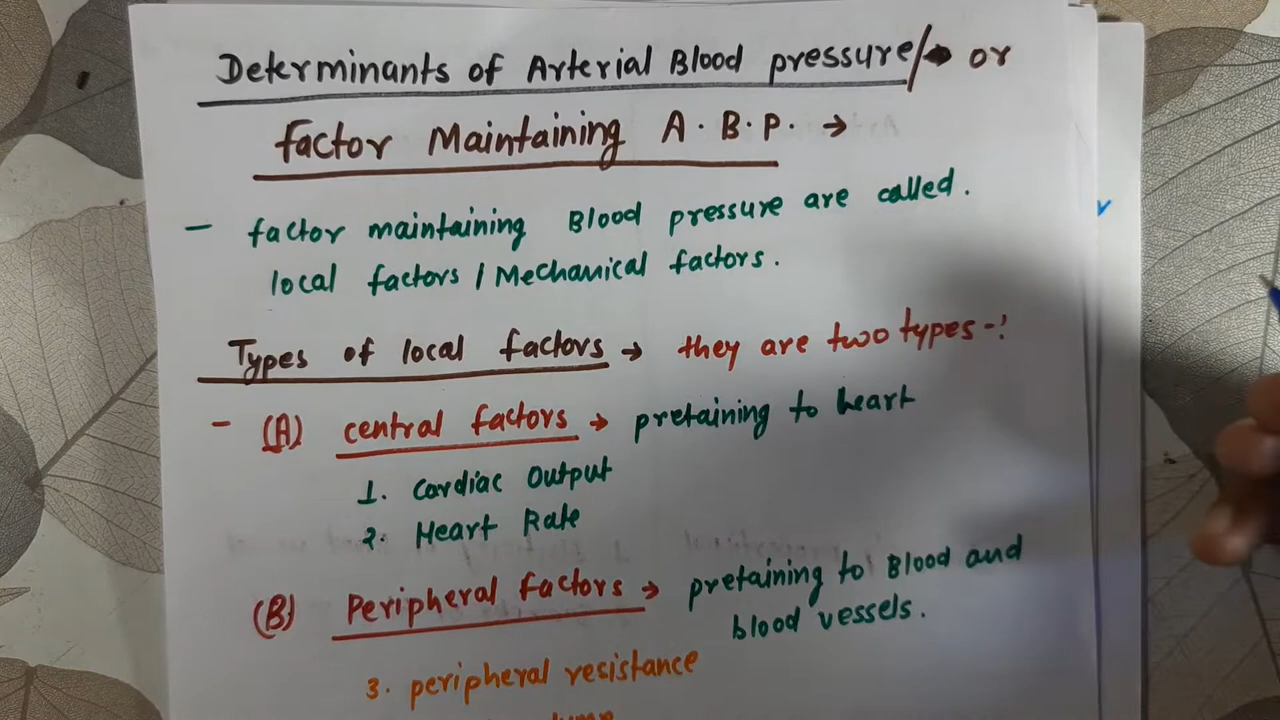 Determinants of Arterial Blood pressure/→ or
factor Maintaining A.B.P. →
- factor maintaining Blood pressure are called.
local factors / Mechanical factors.
Types of local factors → they are two types -:
- (A) central factors → pretaining to heart
1. Cardiac Output
2. Heart Rate
(B) Peripheral factors → pretaining to Blood and
blood vessels.
3. peripheral resistance